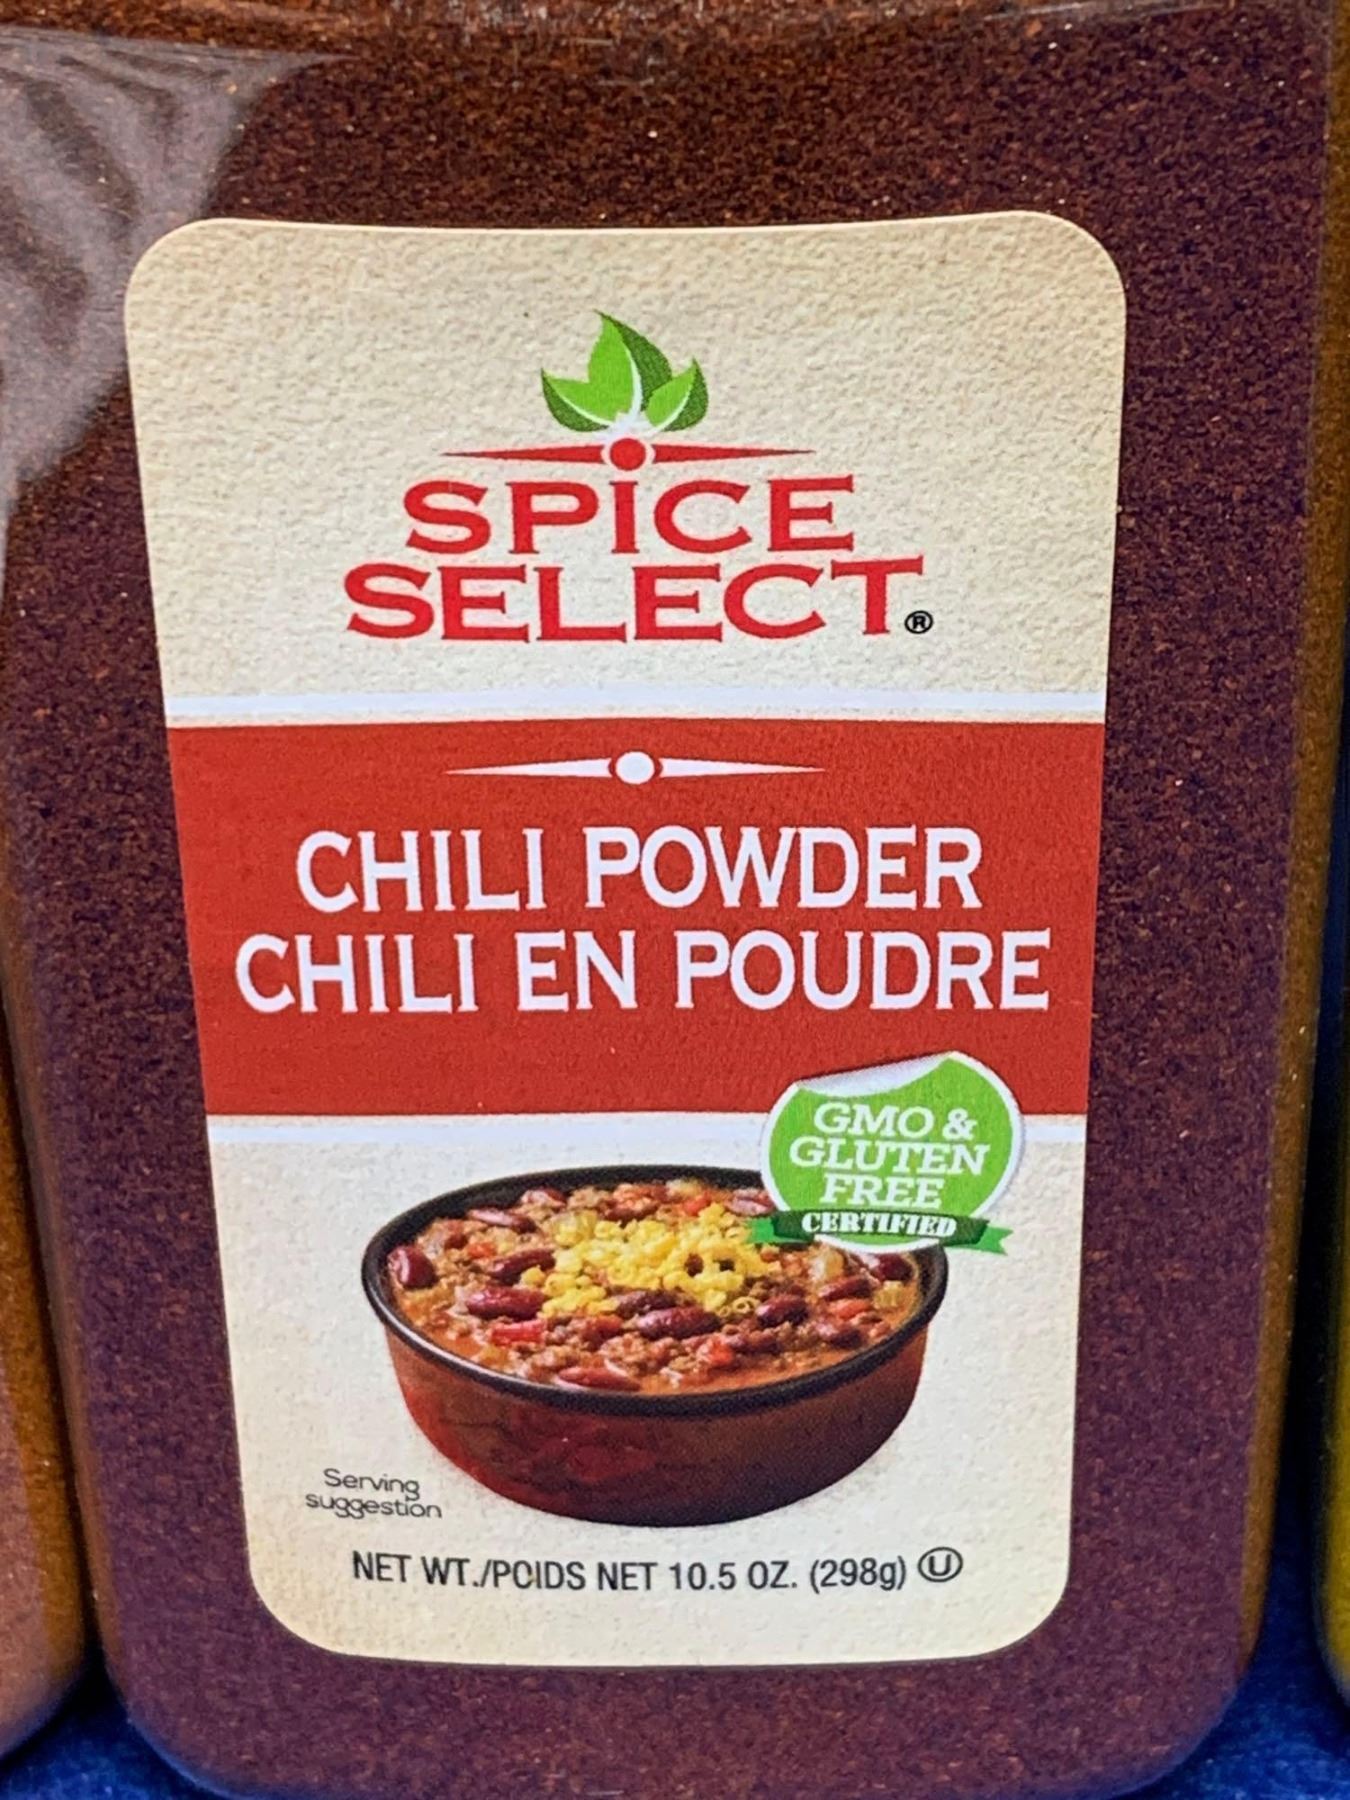 SPICE
SELECT®
CHILI POWDER
CHILI EN POUDRE
GMO &
GLUTEN
FREE
CERTIFIED
Serving
suggestion
NET WT./POIDS NET 10.5 OZ. (298g) Ⓤ